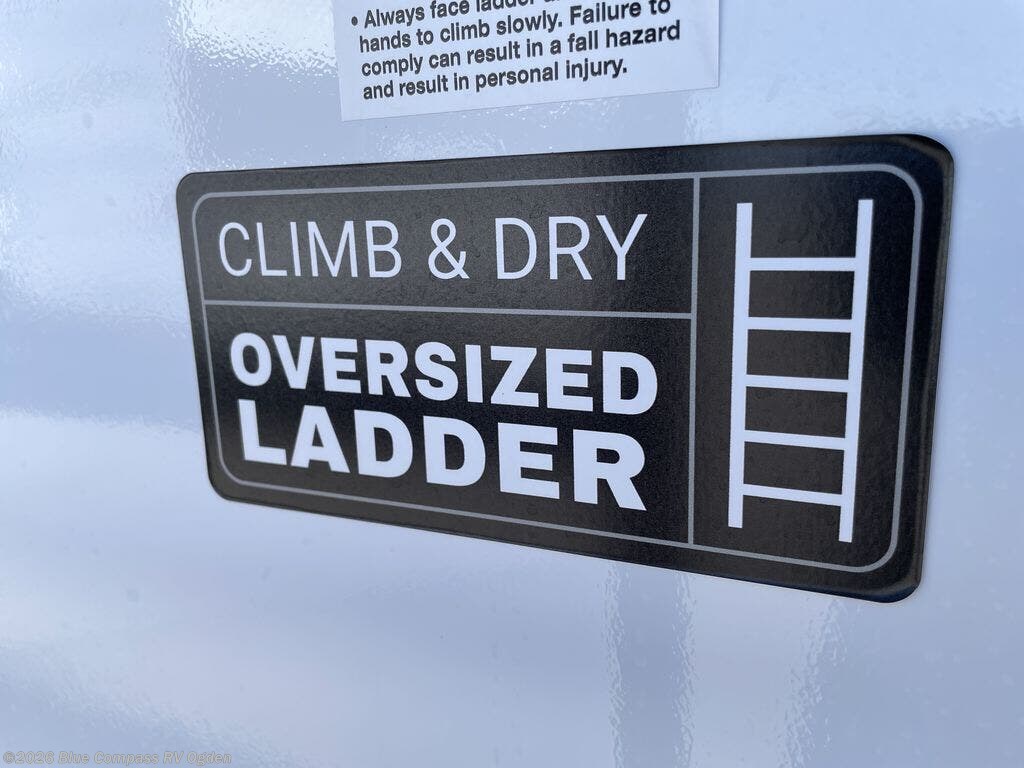 • Always face ladder
hands to climb slowly. Failure to
comply can result in a fall hazard
and result in personal injury.
CLIMB & DRY
OVERSIZED
LADDER
©2026 Blue Compass RV Ogden